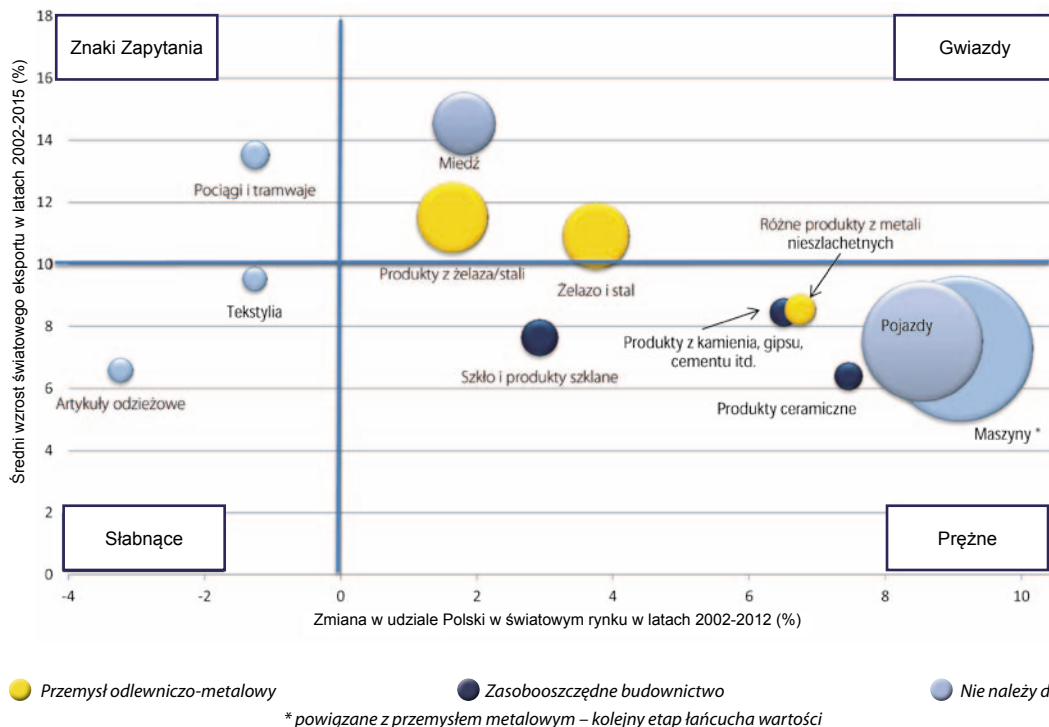 Średni wzrost światowego eksportu w latach 2002-2015 (%)
18
16
14
12
10
8
6
4
2
0
Znaki Zapytania
Gwiazdy
Pociągi i tramwaje
Miedź
Produkty z żelaza/stali
Żelazo i stal
Różne produkty z metali
nieszlachetnych
Tekstylia
Artykuły odzieżowe
Szkło i produkty szklane
Produkty z kamienia, gipsu,
cementu itd.
Produkty ceramiczne
Pojazdy
Maszyny *
Słabnące
Prężne
-4 -2 0 2 4 6 8 10
Zmiana w udziale Polski w światowym rynku w latach 2002-2012 (%)
Przemysł odlewniczo-metalowy Zasobooszczędne budownictwo Nie należy d
* powiązane z przemysłem metalowym – kolejny etap łańcucha wartości